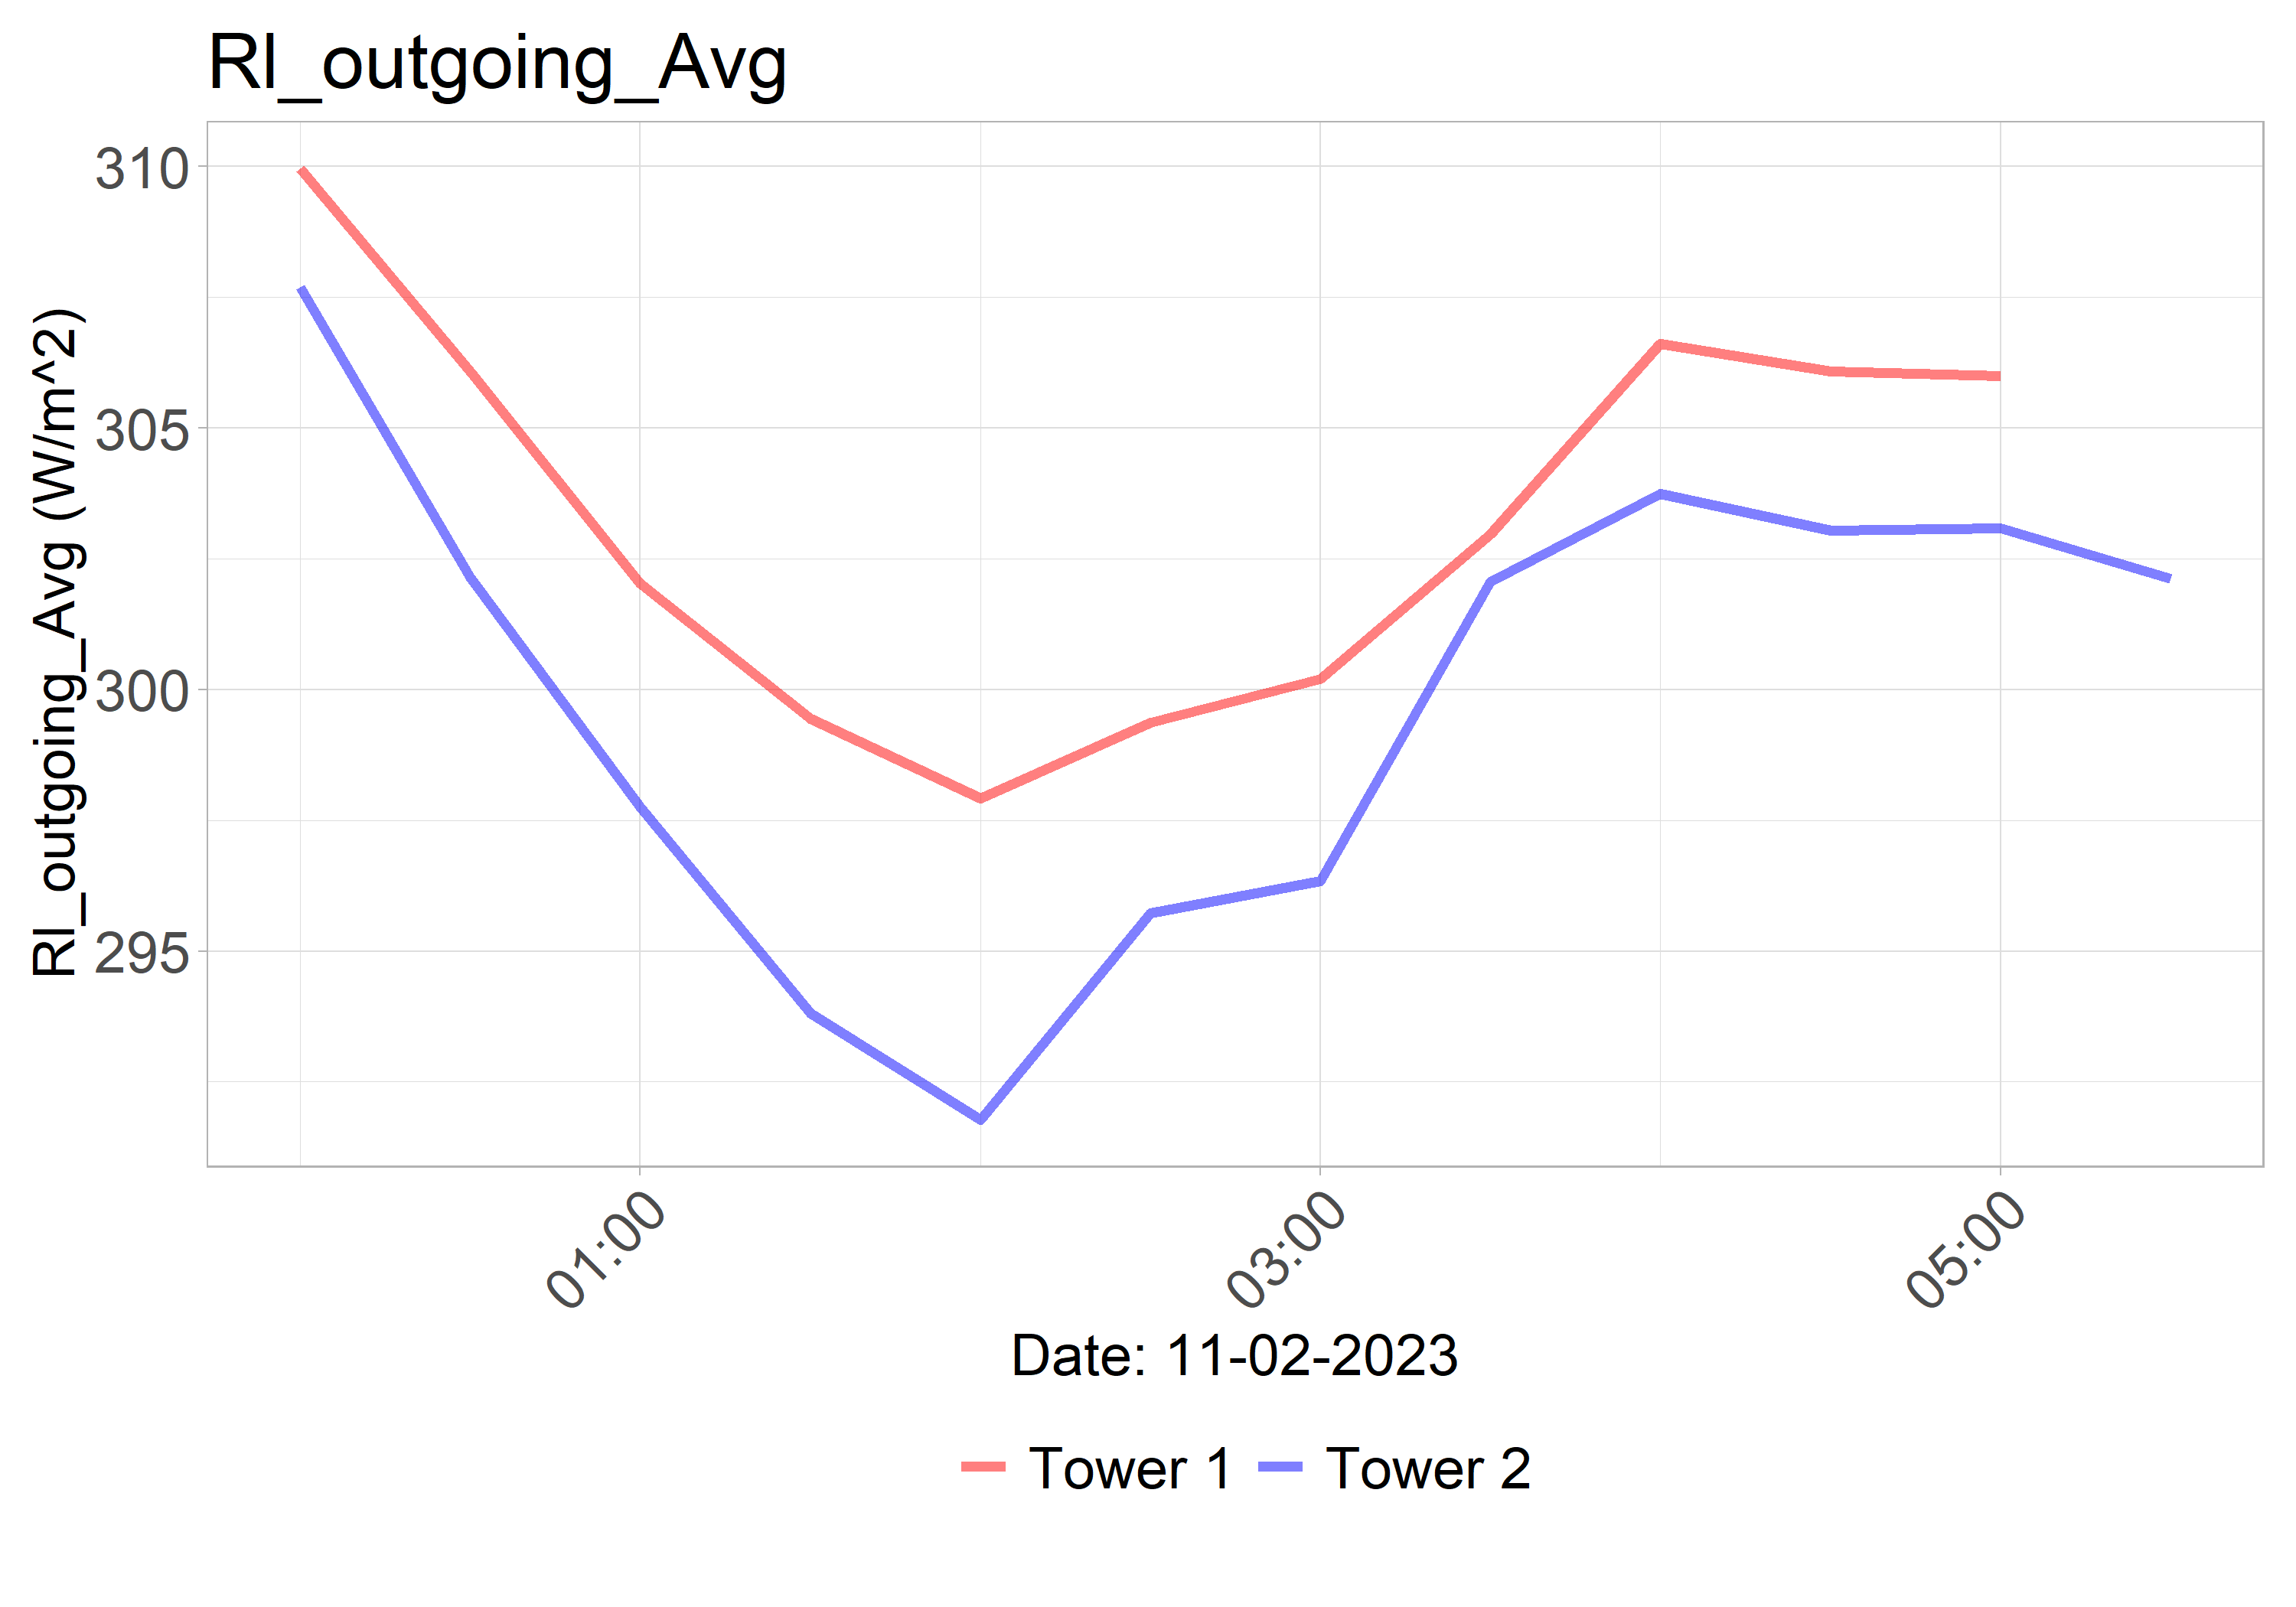 Rl_outgoing_Avg
Rl_outgoing_Avg (W/m^2)
310
305
300
295
01:00
03:00
05:00
Date: 11-02-2023
Tower 1
Tower 2